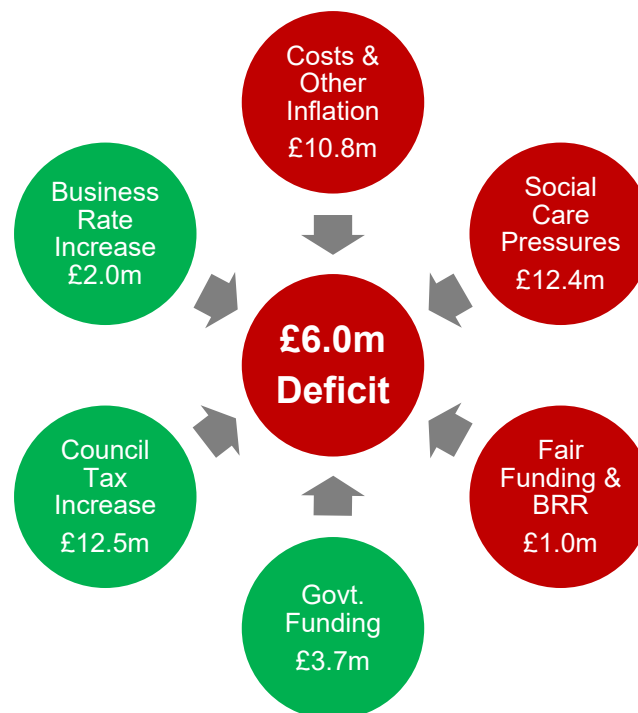 Costs &
Other
Inflation
£10.8m
Business
Rate
Increase
£2.0m
Social
Care
Pressures
£12.4m
£6.0m
Deficit
Council
Tax
Increase
£12.5m
Fair
Funding &
BRR
£1.0m
Govt.
Funding
£3.7m